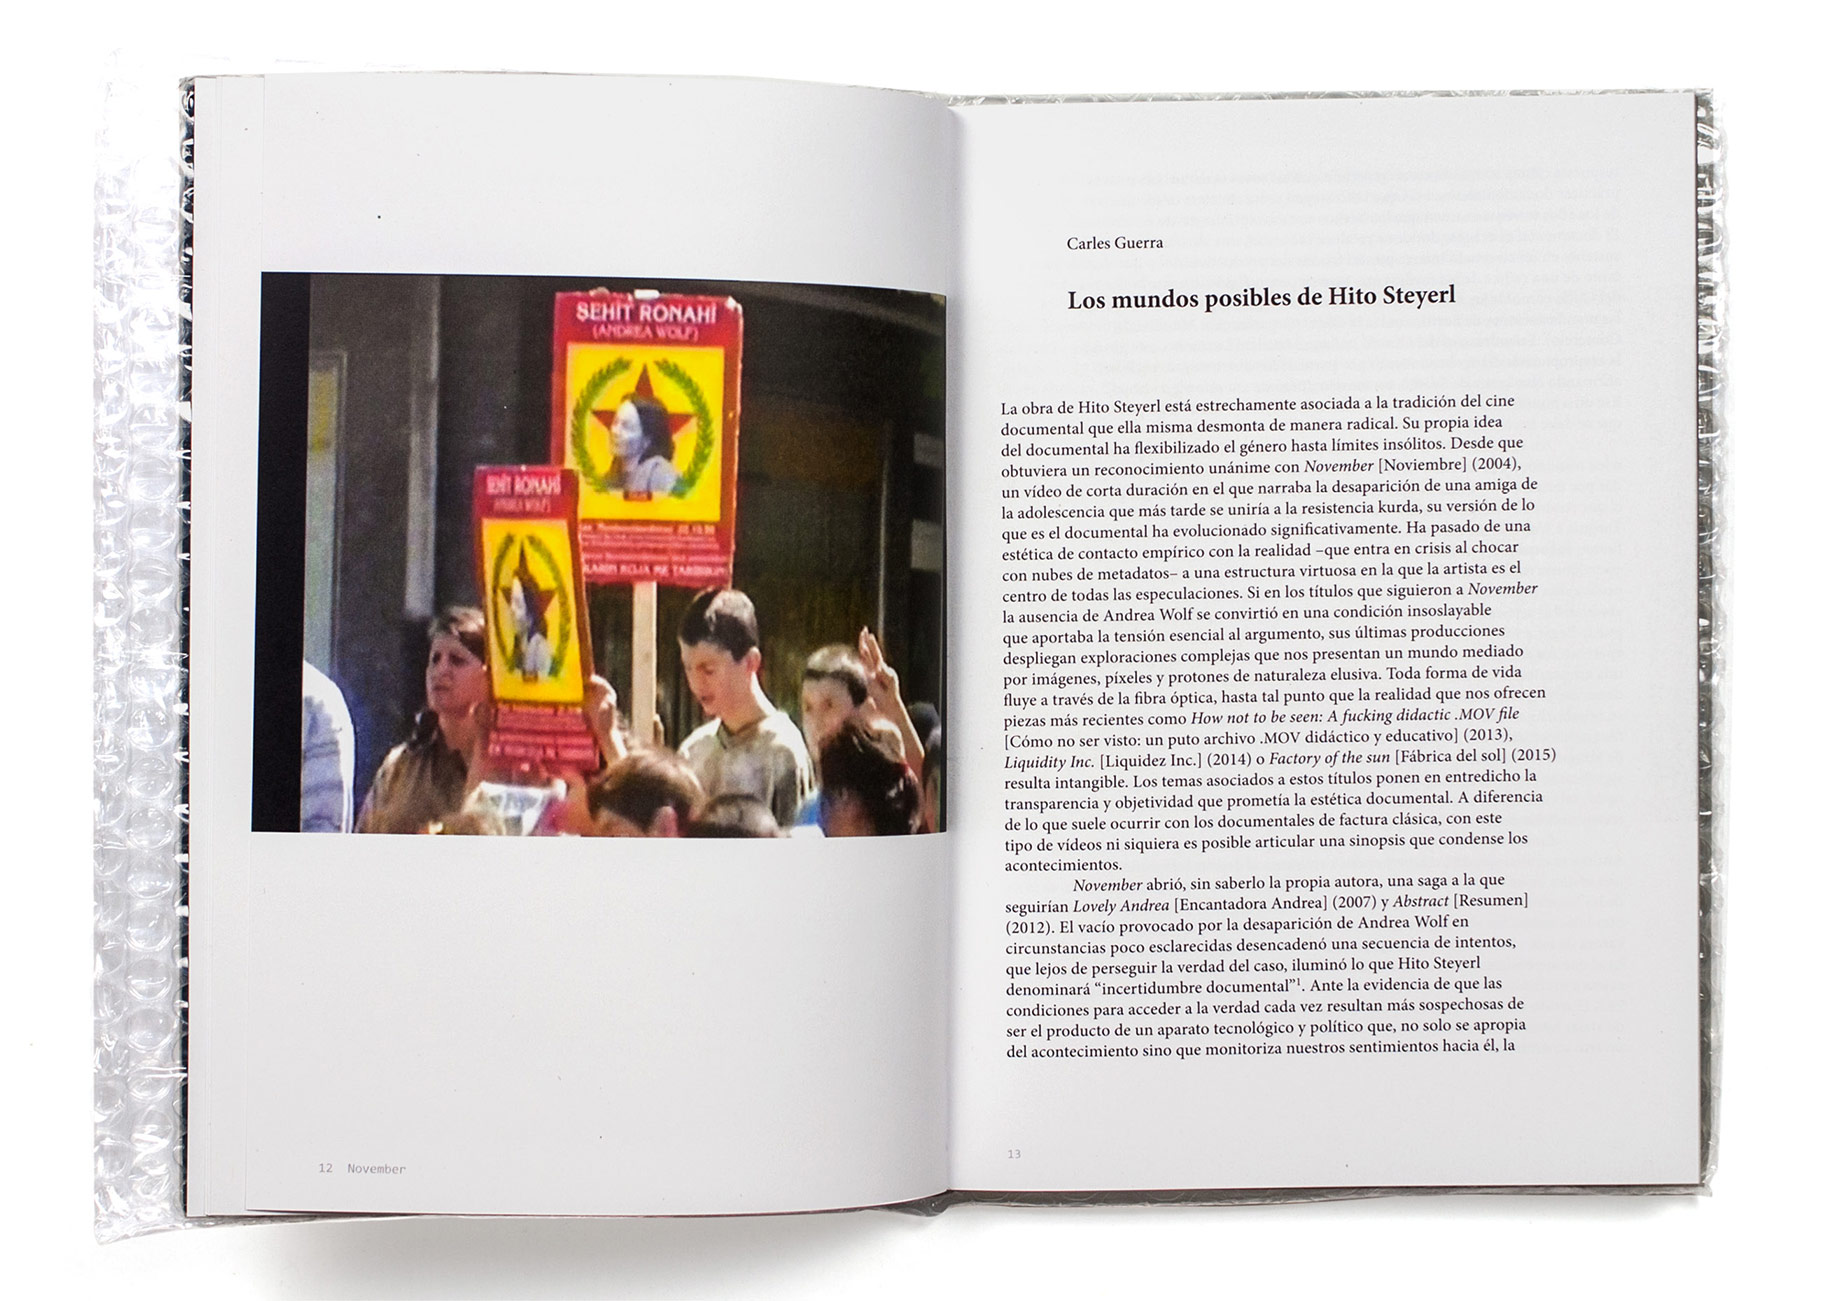 ŞEHİT RONAHİ
(ANDREA WOLF)
ŞEHİT RONAHİ
(ANDREA WOLF)
12 November
Carles Guerra
Los mundos posibles de Hito Steyerl
La obra de Hito Steyerl está estrechamente asociada a la tradición del cine
documental que ella misma desmonta de manera radical. Su propia idea
del documental ha flexibilizado el género hasta límites insólitos. Desde que
obtuviera un reconocimiento unánime con November [Noviembre] (2004),
un vídeo de corta duración en el que narraba la desaparición de una amiga de
la adolescencia que más tarde se uniría a la resistencia kurda, su versión de lo
que es el documental ha evolucionado significativamente. Ha pasado de una
estética de contacto empírico con la realidad –que entra en crisis al chocar
con nubes de metadatos– a una estructura virtuosa en la que la artista es el
centro de todas las especulaciones. Si en los títulos que siguieron a November
la ausencia de Andrea Wolf se convirtió en una condición insoslayable
que aportaba la tensión esencial al argumento, sus últimas producciones
despliegan exploraciones complejas que nos presentan un mundo mediado
por imágenes, píxeles y protones de naturaleza elusiva. Toda forma de vida
fluye a través de la fibra óptica, hasta tal punto que la realidad que nos ofrecen
piezas más recientes como How not to be seen: A fucking didactic .MOV file
[Cómo no ser visto: un puto archivo .MOV didáctico y educativo] (2013),
Liquidity Inc. [Liquidez Inc.] (2014) o Factory of the sun [Fábrica del sol] (2015)
resulta intangible. Los temas asociados a estos títulos ponen en entredicho la
transparencia y objetividad que prometía la estética documental. A diferencia
de lo que suele ocurrir con los documentales de factura clásica, con este
tipo de vídeos ni siquiera es posible articular una sinopsis que condense los
acontecimientos.
November abrió, sin saberlo la propia autora, una saga a la que
seguirían Lovely Andrea [Encantadora Andrea] (2007) y Abstract [Resumen]
(2012). El vacío provocado por la desaparición de Andrea Wolf en
circunstancias poco esclarecidas desencadenó una secuencia de intentos,
que lejos de perseguir la verdad del caso, iluminó lo que Hito Steyerl
denominará “incertidumbre documental”¹. Ante la evidencia de que las
condiciones para acceder a la verdad cada vez resultan más sospechosas de
ser el producto de un aparato tecnológico y político que, no solo se apropia
del acontecimiento sino que monitoriza nuestros sentimientos hacia él, la
13